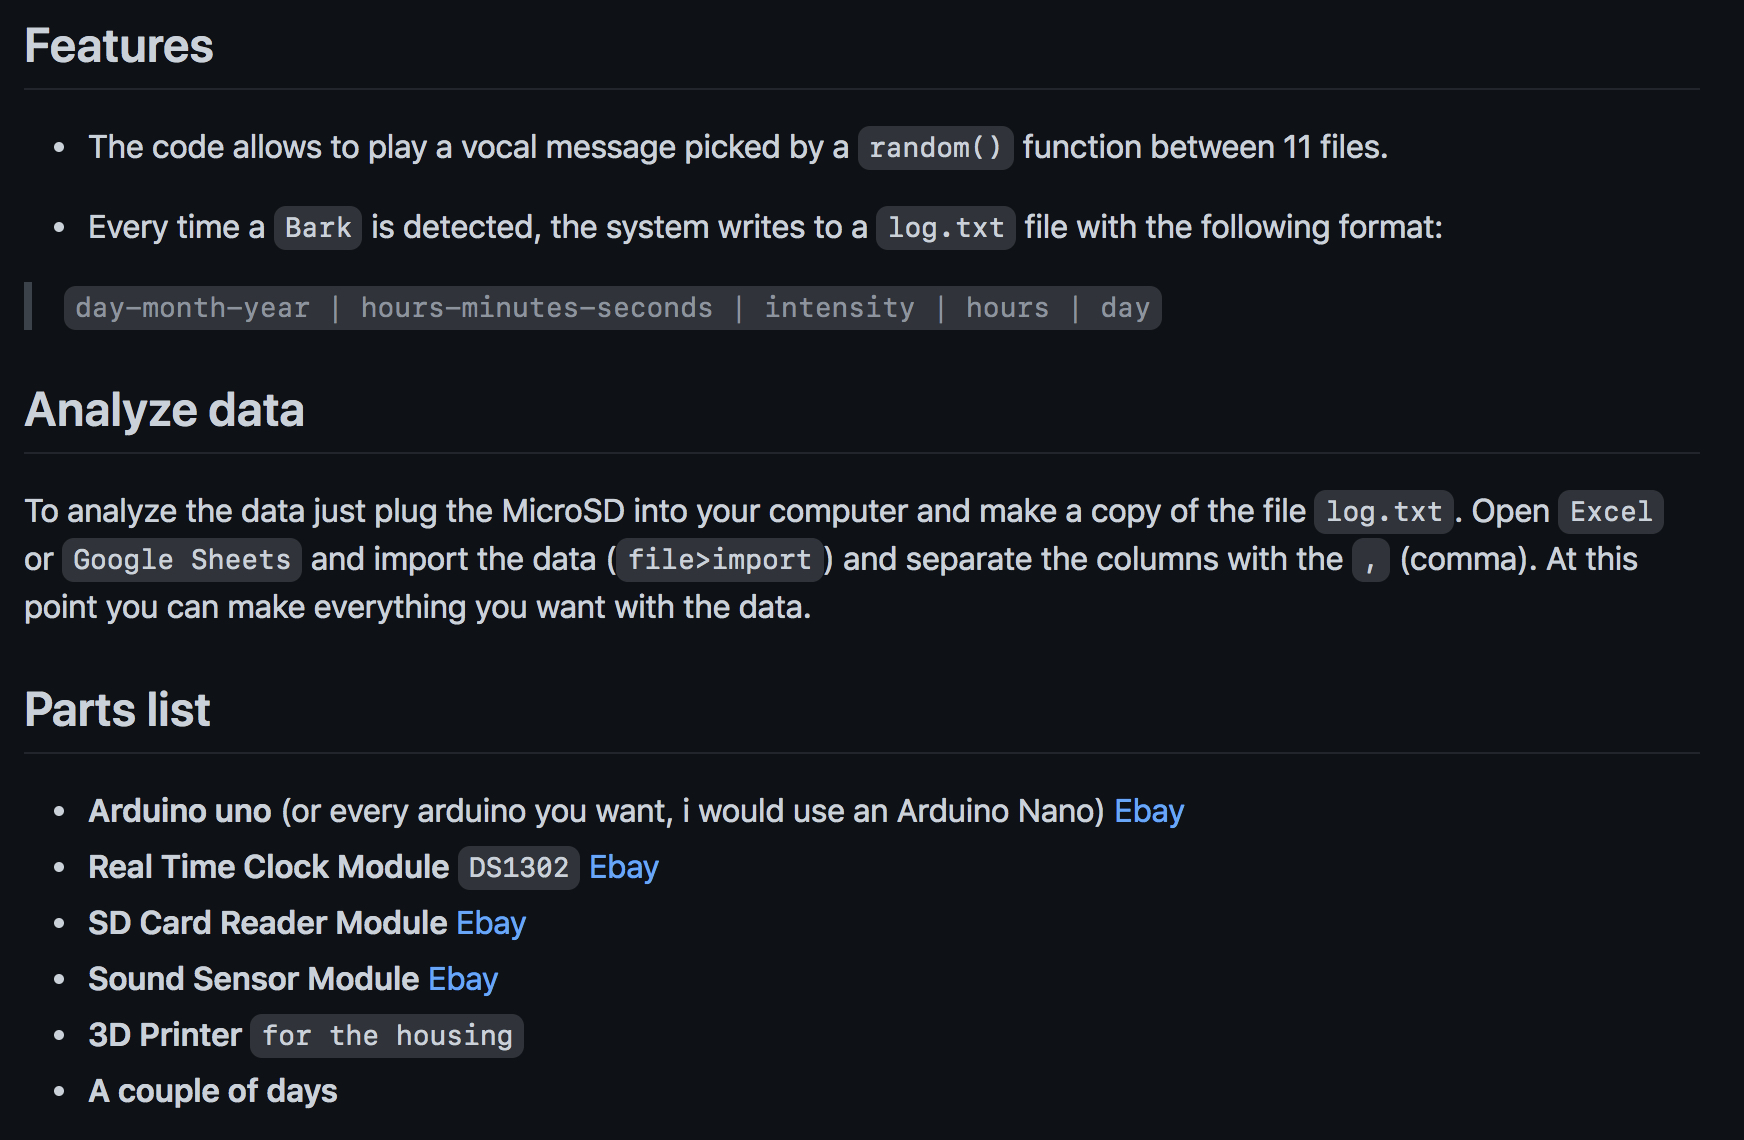 Features
The code allows to play a vocal message picked by a random() function between 11 files.
Every time a Bark is detected, the system writes to a log.txt file with the following format:
day-month-year | hours-minutes-seconds | intensity | hours | day
Analyze data
To analyze the data just plug the MicroSD into your computer and make a copy of the file log.txt. Open Excel
or Google Sheets and import the data (file>import) and separate the columns with the , (comma). At this
point you can make everything you want with the data.
Parts list
Arduino uno (or every arduino you want, i would use an Arduino Nano) Ebay
Real Time Clock Module DS1302 Ebay
SD Card Reader Module Ebay
Sound Sensor Module Ebay
3D Printer for the housing
A couple of days